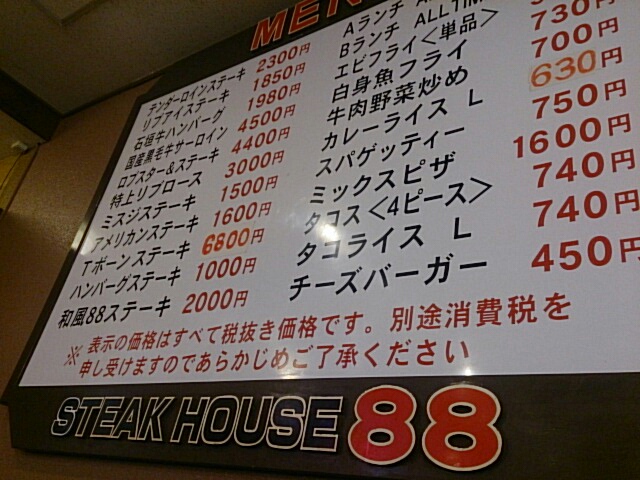 MEN
テンダーロインステーキ 2300円
リブアイステーキ 1850円
石垣牛ハンバーグ 1980円
国産黒毛牛サーロイン 4500円
ロブスター&ステーキ 4400円
特上リブロース 3000円
ミスジステーキ 1500円
アメリカンステーキ 1600円
Tボーンステーキ 6800円
ハンバーグステーキ 1000円
和風88ステーキ 2000円
Aランチ
Bランチ ALLTIM
エビフライ<単品>
白身魚フライ 730円
牛肉野菜炒め 700円
カレーライス L 630円
スパゲッティー 750円
ミックスピザ 1600円
タコス<4ピース> 740円
タコライス L 740円
チーズバーガー 450円
※ 表示の価格はすべて税抜き価格です。別途消費税を
申し受けますのであらかじめご了承ください
STEAK HOUSE 88